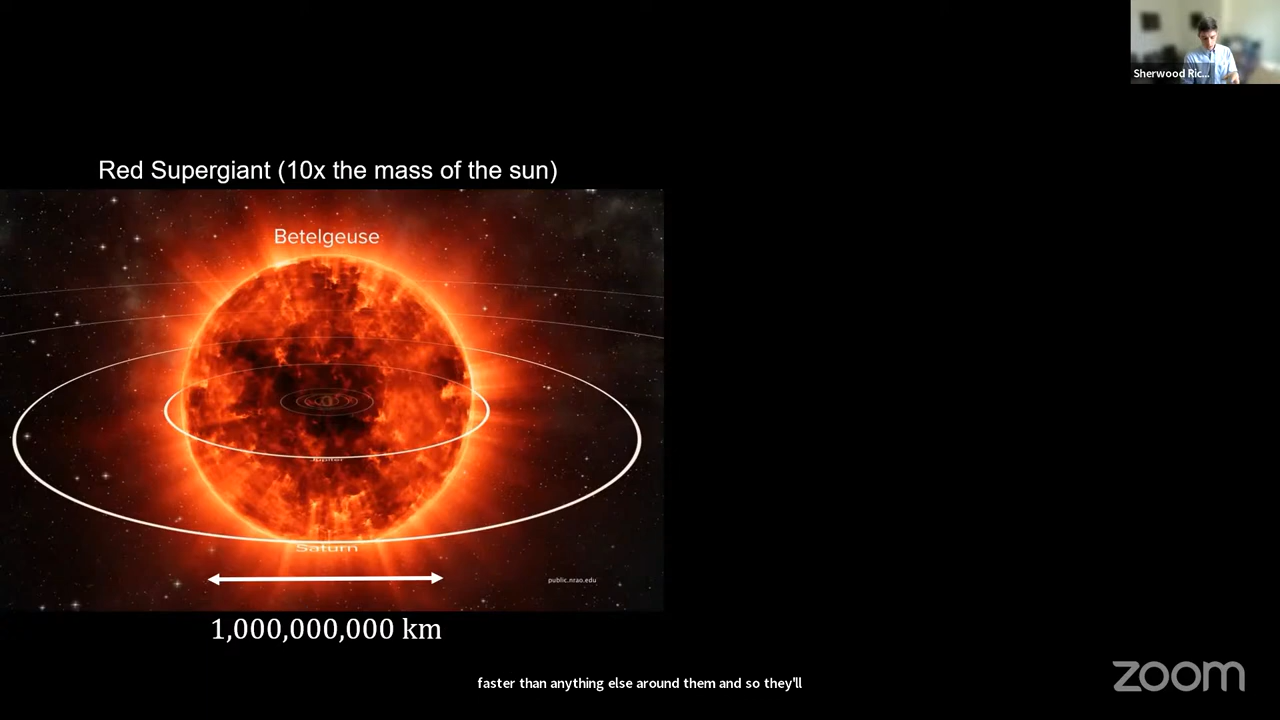 Sherwood Ric...
Red Supergiant (10x the mass of the sun)
Betelgeuse
Jupiter
Saturn
public.nrao.edu
1,000,000,000 km
faster than anything else around them and so they'll
zoom